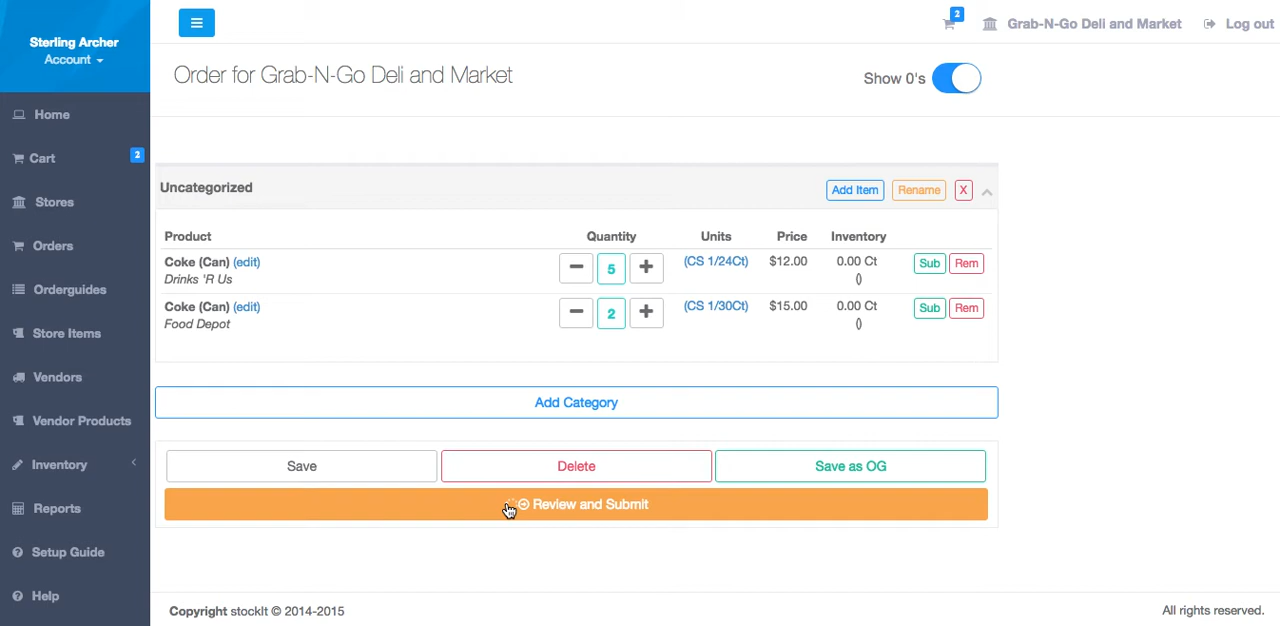 Sterling Archer
Account
2
Grab-N-Go Deli and Market
Log out
Order for Grab-N-Go Deli and Market
Show 0's
Home
Cart
2
Stores
Orders
Orderguides
Store Items
Vendors
Vendor Products
Inventory
Reports
Setup Guide
Help
Uncategorized
Add Item
Rename
X
Product
Quantity
Units
Price
Inventory
Coke (Can) (edit)
5
(CS 1/24Ct)
$12.00
0.00 Ct
Sub
Rem
Drinks 'R Us
()
Coke (Can) (edit)
2
(CS 1/30Ct)
$15.00
0.00 Ct
Sub
Rem
Food Depot
()
Add Category
Save
Delete
Save as OG
Review and Submit
Copyright stockIt © 2014-2015
All rights reserved.